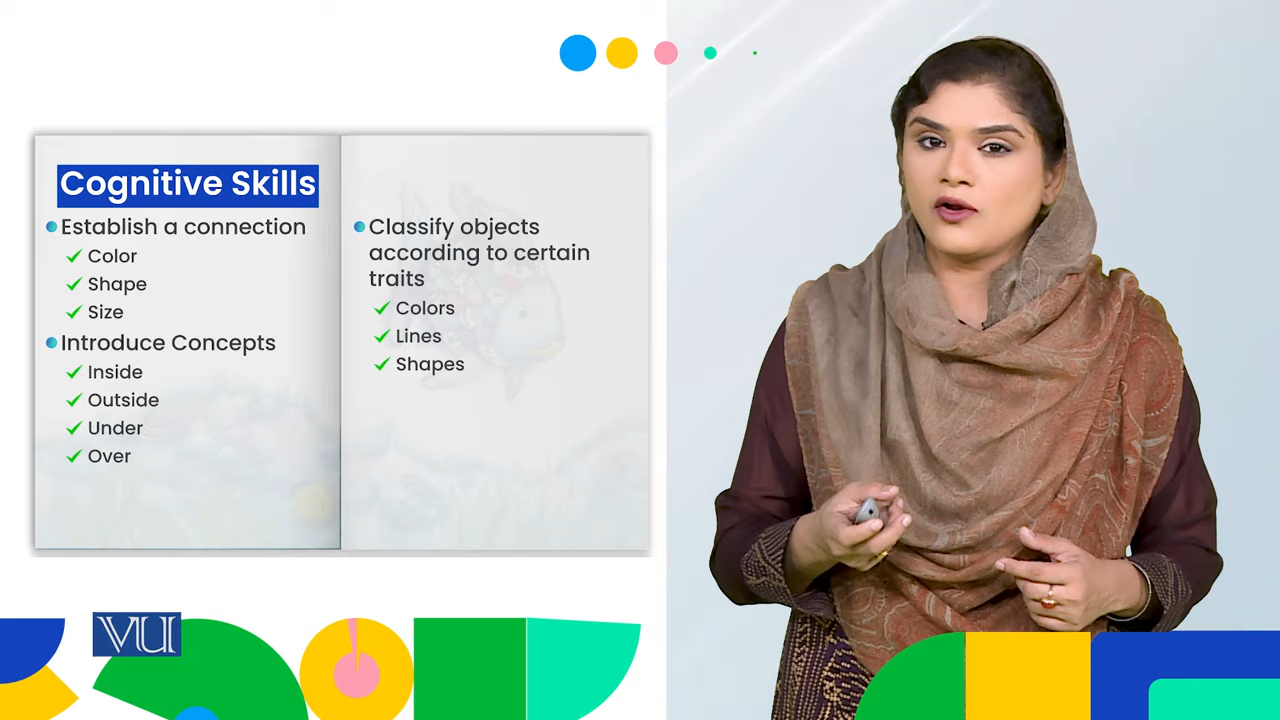 Cognitive Skills
Establish a connection
Color
Shape
Size
Introduce Concepts
Inside
Outside
Under
Over
Classify objects
according to certain
traits
Colors
Lines
Shapes
VU